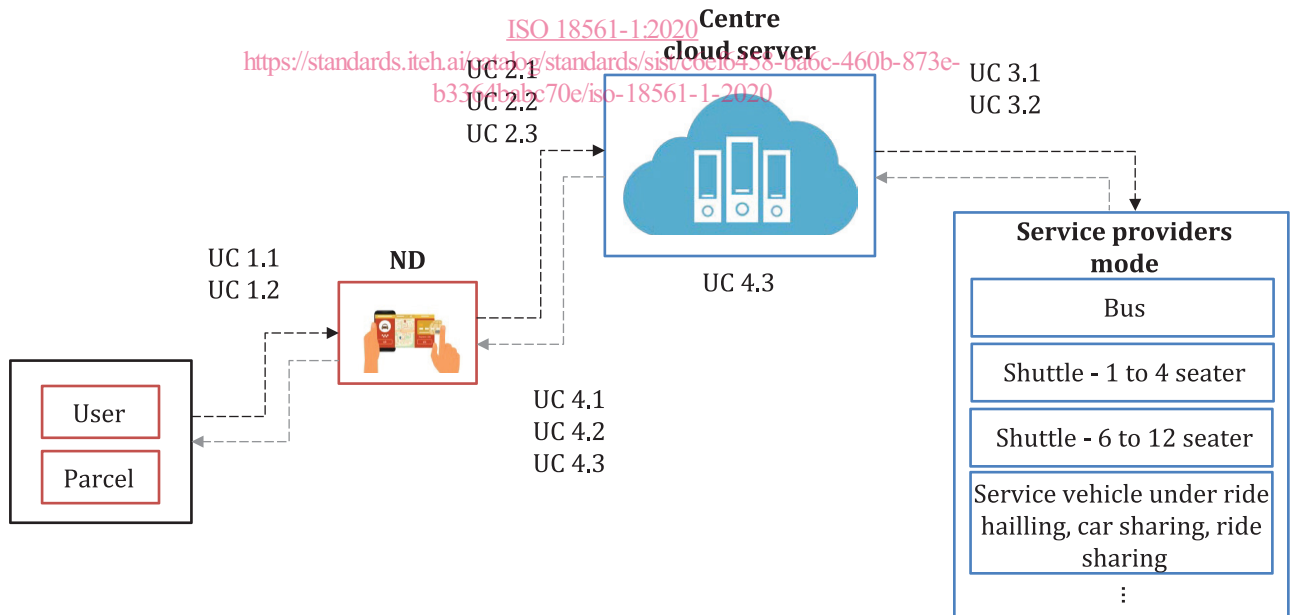 Centre
cloud server
ISO 18561-1:2020
https://standards.iteh.ai/catalog/standards/sist/c6ef6458-ba6c-460b-873e-
b3364babc70e/iso-18561-1-2020
UC 2.1
UC 2.2
UC 2.3
UC 3.1
UC 3.2
UC 1.1
UC 1.2
ND
UC 4.3
User
Parcel
UC 4.1
UC 4.2
UC 4.3
Service providers
mode
Bus
Shuttle - 1 to 4 seater
Shuttle - 6 to 12 seater
Service vehicle under ride
hailling, car sharing, ride
sharing
⋮